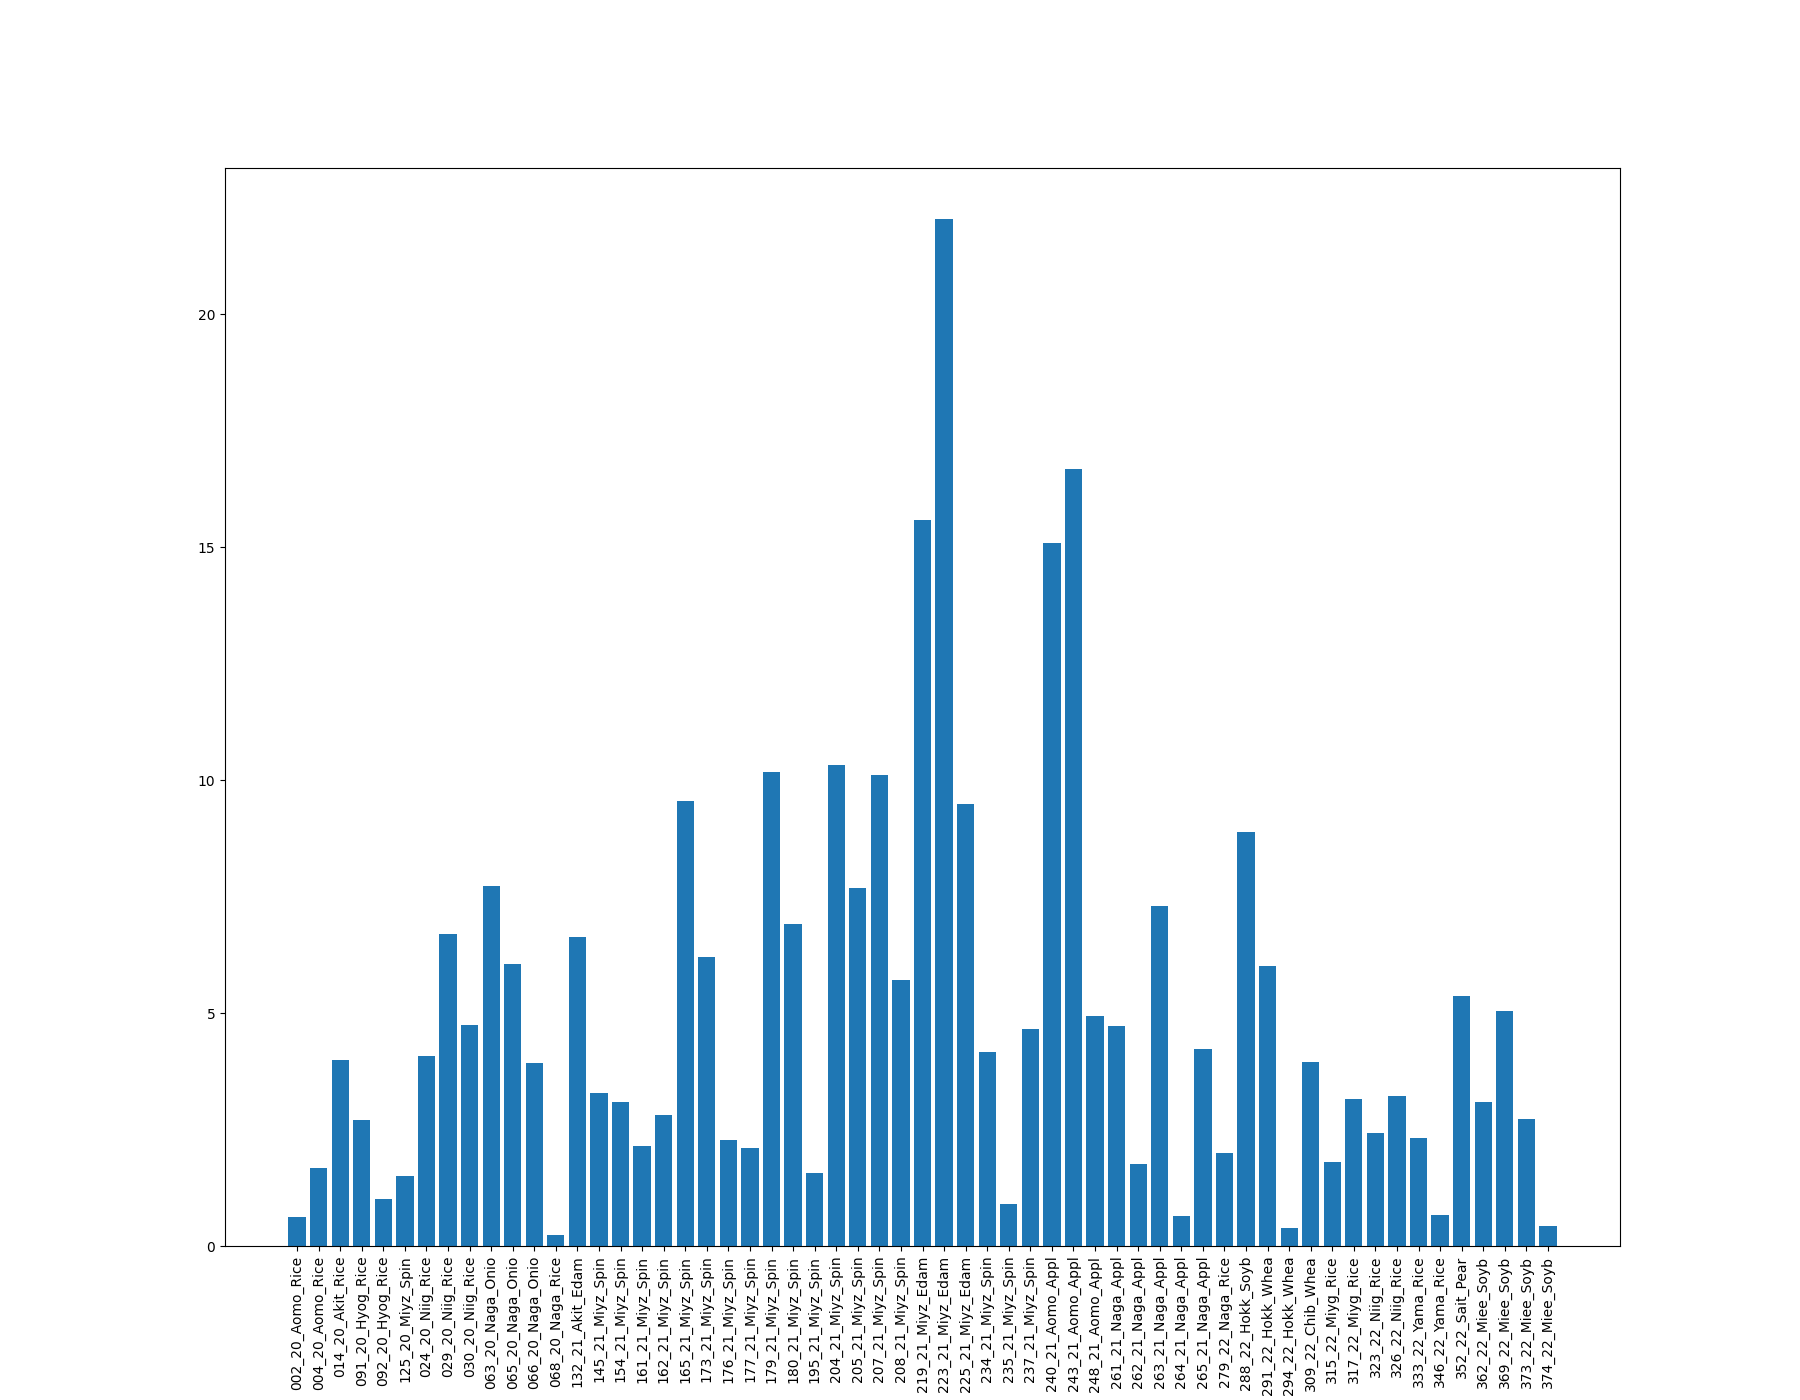 20
15
10
5
0
002_20_Aomo_Rice
004_20_Aomo_Rice
014_20_Akit_Rice
091_20_Hyog_Rice
092_20_Hyog_Rice
125_20_Miyz_Spin
024_20_Niig_Rice
029_20_Niig_Rice
030_20_Niig_Rice
063_20_Naga_Onio
065_20_Naga_Onio
066_20_Naga_Onio
068_20_Naga_Rice
132_21_Akit_Edam
145_21_Miyz_Spin
154_21_Miyz_Spin
161_21_Miyz_Spin
162_21_Miyz_Spin
165_21_Miyz_Spin
173_21_Miyz_Spin
176_21_Miyz_Spin
177_21_Miyz_Spin
179_21_Miyz_Spin
180_21_Miyz_Spin
195_21_Miyz_Spin
204_21_Miyz_Spin
205_21_Miyz_Spin
207_21_Miyz_Spin
208_21_Miyz_Spin
219_21_Miyz_Edam
223_21_Miyz_Edam
225_21_Miyz_Edam
234_21_Miyz_Spin
235_21_Miyz_Spin
237_21_Miyz_Spin
240_21_Aomo_Appl
243_21_Aomo_Appl
248_21_Aomo_Appl
261_21_Naga_Appl
262_21_Naga_Appl
263_21_Naga_Appl
264_21_Naga_Appl
265_21_Naga_Appl
279_22_Naga_Rice
288_22_Hokk_Soyb
291_22_Hokk_Whea
294_22_Hokk_Whea
309_22_Chib_Whea
315_22_Miyg_Rice
317_22_Miyg_Rice
323_22_Niig_Rice
326_22_Niig_Rice
333_22_Yama_Rice
346_22_Yama_Rice
352_22_Sait_Pear
362_22_Miee_Soyb
369_22_Miee_Soyb
373_22_Miee_Soyb
374_22_Miee_Soyb